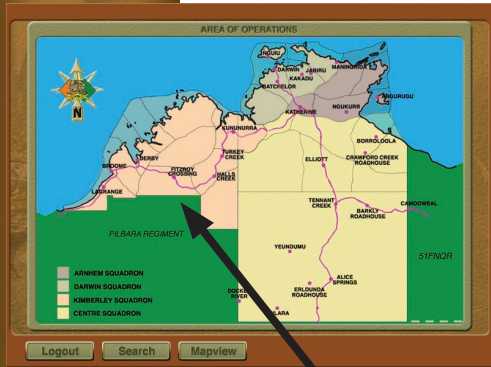 AREA OF OPERATIONS
NGUIU
DARWIN
JABIRU
MANINGRIDA
KAKADU
BATCHELOR
ANGURUGU
KATHERINE
NGUKURR
KUNUNURRA
BORROLOOLA
BROOME
DERBY
TURKEY
CREEK
ELLIOTT
CRAWFORD CREEK
ROADHOUSE
FITZROY
CROSSING
HALLS
CREEK
LAGRANGE
TENNANT
CREEK
BARKLY
ROADHOUSE
CAMOOWEAL
PILBARA REGIMENT
YEUNDUMU
51FNQR
N
ARNHEM SQUADRON
DARWIN SQUADRON
KIMBERLEY SQUADRON
CENTRE SQUADRON
ALICE
SPRINGS
ERLDUNDA
ROADHOUSE
RIVER
Logout
Search
Mapview